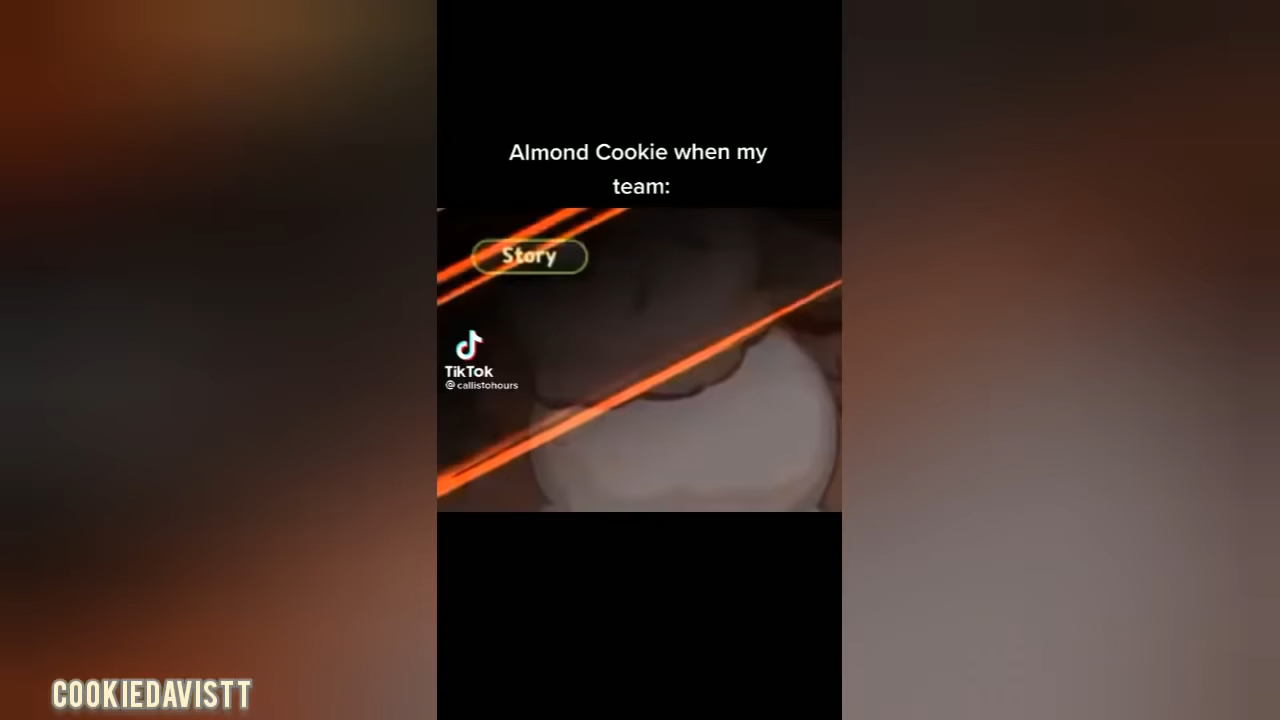 Almond Cookie when my
team:
Story
TikTok
@callistohours
COOKIEDAVISTT